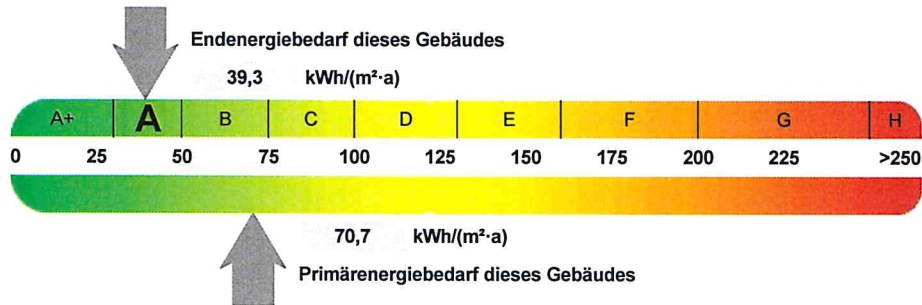 Endenergiebedarf dieses Gebäudes
39,3 kWh/(m²·a)
A+ A B C D E F G H
0 25 50 75 100 125 150 175 200 225 >250
70,7 kWh/(m²·a)
Primärenergiebedarf dieses Gebäudes